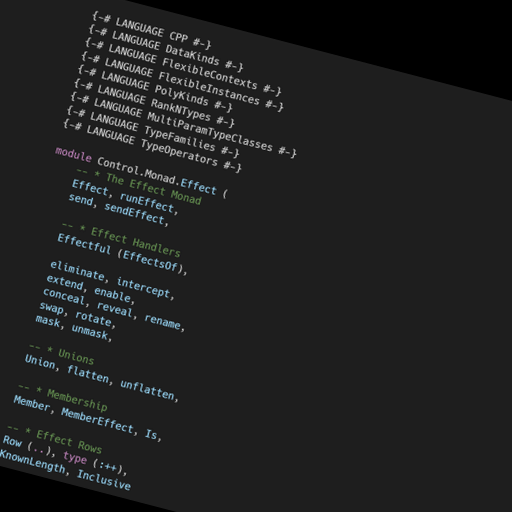 {-# LANGUAGE CPP #-}
{-# LANGUAGE DataKinds #-}
{-# LANGUAGE FlexibleContexts #-}
{-# LANGUAGE FlexibleInstances #-}
{-# LANGUAGE PolyKinds #-}
{-# LANGUAGE RankNTypes #-}
{-# LANGUAGE MultiParamTypeClasses #-}
{-# LANGUAGE TypeFamilies #-}
{-# LANGUAGE TypeOperators #-}
module Control.Monad.Effect (
-- * The Effect Monad
Effect, runEffect,
send, sendEffect,
-- * Effect Handlers
Effectful (EffectsOf),
eliminate, intercept,
extend, enable,
conceal, reveal, rename,
swap, rotate,
mask, unmask,
-- * Unions
Union, flatten, unflatten,
-- * Membership
Member, MemberEffect, Is,
-- * Effect Rows
Row (..), type (:++),
KnownLength, Inclusive